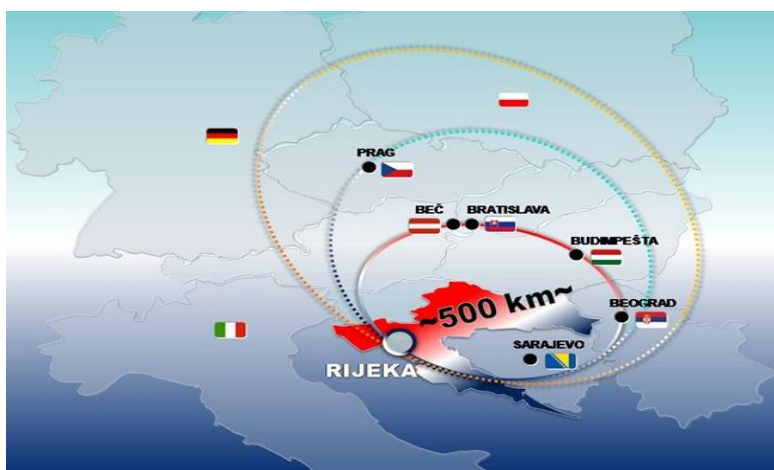 PRAG
BEČ
BRATISLAVA
BUDIMPEŠTA
~500 km~
BEOGRAD
SARAJEVO
RIJEKA